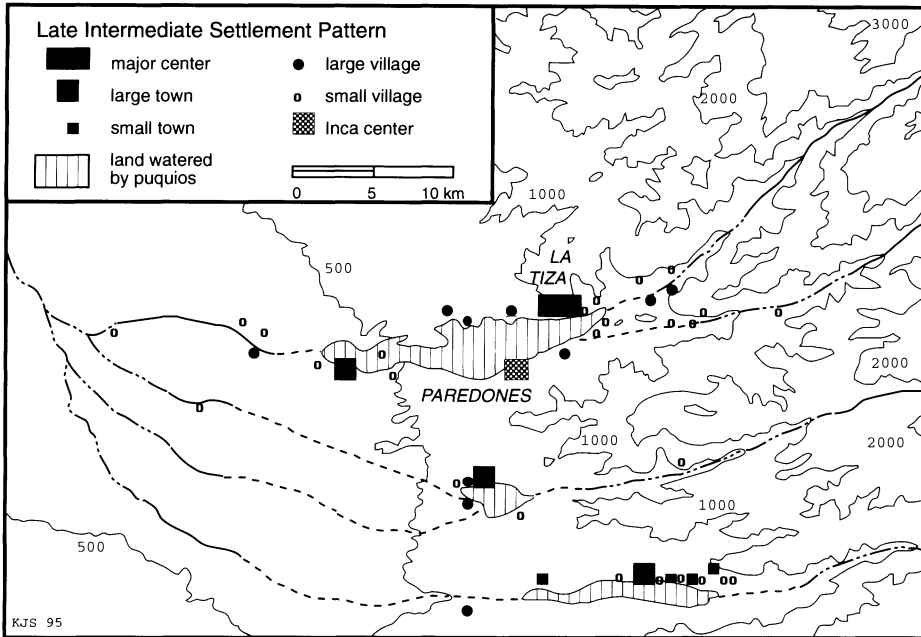 Late Intermediate Settlement Pattern
major center
large village
large town
small village
small town
Inca center
land watered
by puquios
0 5 10 km
3000
2000
1000
500
LA
TIZA
2000
PAREDONES
1000
2000
1000
500
KJS 95